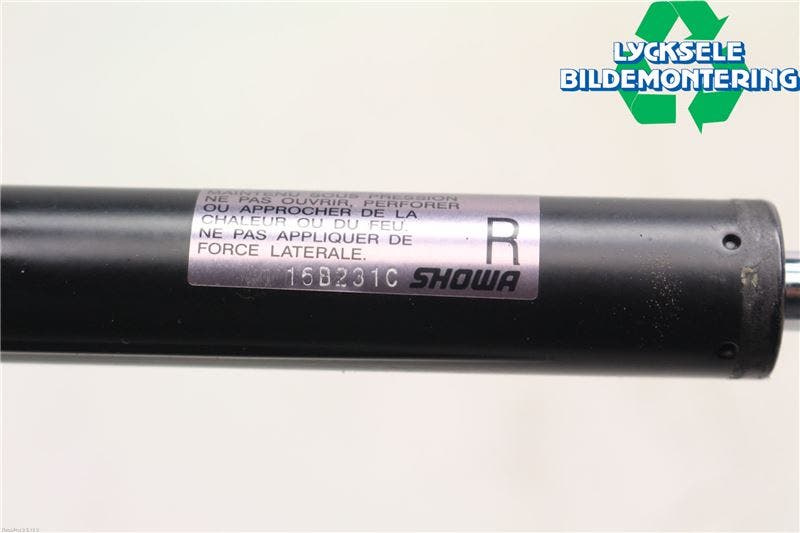 LYCKSELE
BILDEMONTERING
MAINTENU SOUS PRESSION
NE PAS OUVRIR, PERFORER
OU APPROCHER DE LA
CHALEUR OU DU FEU.
NE PAS APPLIQUER DE
FORCE LATERALE.
R
16B231C SHOWA